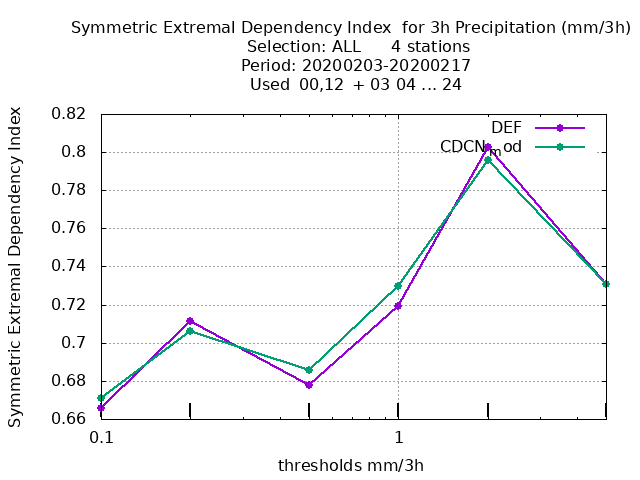 Symmetric Extremal Dependency Index  for 3h Precipitation (mm/3h)
Selection: ALL      4 stations
Period: 20200203-20200217
Used  00,12  + 03 04 ... 24
Symmetric Extremal Dependency Index
0.82
0.8
0.78
0.76
0.74
0.72
0.7
0.68
0.66
DEF
CDCNmod
0.1
1
thresholds mm/3h